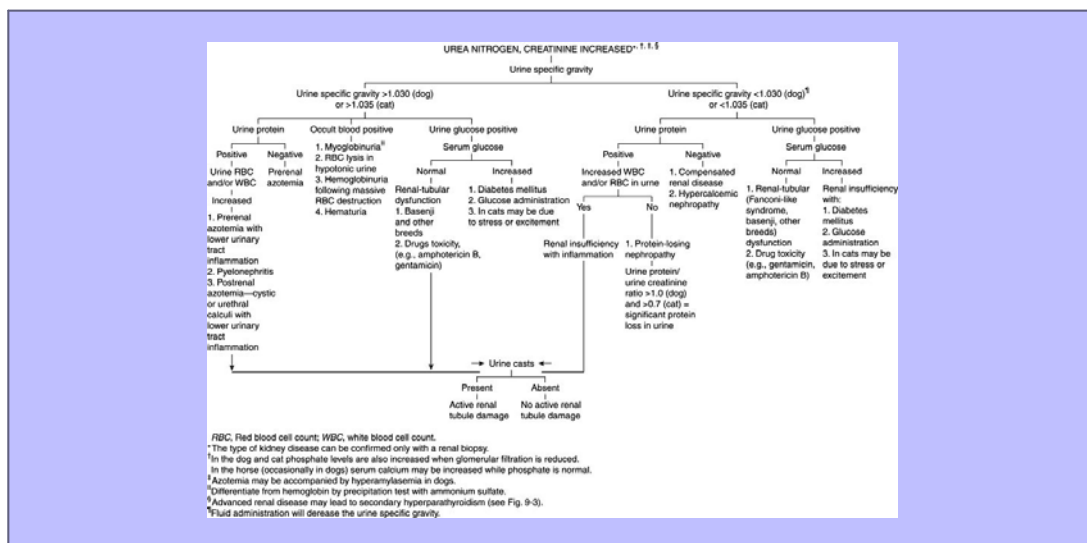 UREA NITROGEN, CREATININE INCREASED*, †, ‡, §
Urine specific gravity
Urine specific gravity >1.030 (dog)
or >1.035 (cat)
Urine specific gravity <1.030 (dog)¶
or <1.035 (cat)
Urine protein
Occult blood positive
Urine glucose positive
Urine protein
Urine glucose positive
Positive
Negative
1. Myoglobinuria||
2. RBC lysis in
hypotonic urine
3. Hemoglobinuria
following massive
RBC destruction
4. Hematuria
Serum glucose
Positive
Negative
Serum glucose
Urine RBC
and/or WBC
Prerenal
azotemia
Normal
Increased
Increased WBC
and/or RBC in urne
1. Compensated
renal disease
2. Hypercalcemic
nephropathy
Normal
Increased
Increased
Renal-tubular
dysfunction
1. Basenji
and other
breeds
2. Drugs toxicity,
(e.g., amphotericin B,
gentamicin)
1. Diabetes mellitus
2. Glucose administration
3. In cats may be due
to stress or excitement
Yes
No
1. Renal-tubular
(Fanconi-like
syndrome,
basenji, other
breeds)
dysfunction
2. Drug toxicity
(e.g., gentamicin,
amphotericin B)
Renal insufficiency
with:
1. Diabetes
mellitus
2. Glucose
administration
3. In cats may be
due to stress or
excitement
1. Prerenal
azotemia with
lower urinary
tract
inflammation
2. Pyelonephritis
3. Postrenal
azotemia—cystic
or urethral
calculi with
lower urinary
tract
inflammation
Renal insufficiency
with inflammation
1. Protein-losing
nephropathy
Urine protein/
urine creatinine
ratio >1.0 (dog)
and >0.7 (cat) =
significant protein
loss in urine
Urine casts
Present
Absent
Active renal
tubule damage
No active renal
tubule damage
RBC, Red blood cell count; WBC, white blood cell count.
*The type of kidney disease can be confirmed only with a renal biopsy.
†In the dog and cat phosphate levels are also increased when glomerular filtration is reduced.
In the horse (occasionally in dogs) serum calcium may be increased while phosphate is normal.
‡Azotemia may be accompanied by hyperamylasemia in dogs.
||Differentiate from hemoglobin by precipitation test with ammonium sulfate.
§Advanced renal disease may lead to secondary hyperparathyroidism (see Fig. 9-3).
¶Fluid administration will derease the urine specific gravity.